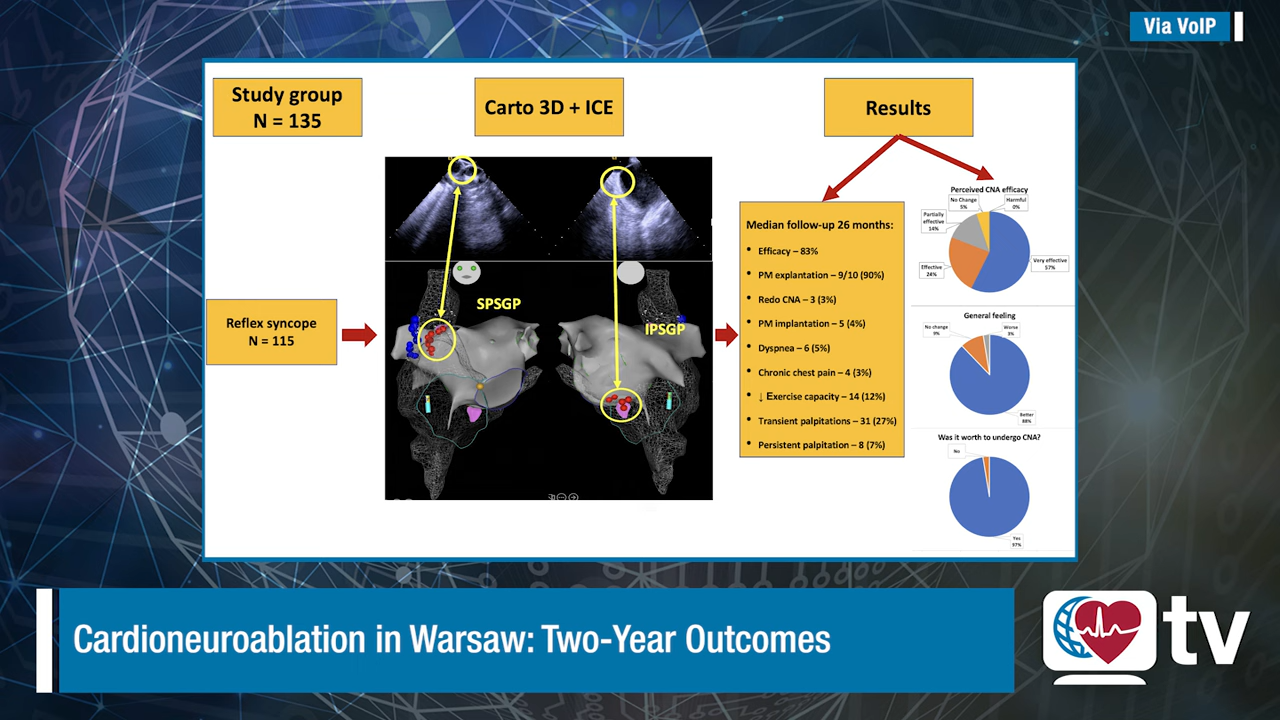 Via VoIP
Study group
N = 135
Carto 3D + ICE
Results
Reflex syncope
N = 115
SPSGP
IPSGP
Median follow-up 26 months:
• Efficacy – 83%
• PM explantation – 9/10 (90%)
• Redo CNA – 3 (3%)
• PM implantation – 5 (4%)
• Dyspnea – 6 (5%)
• Chronic chest pain – 4 (3%)
• ↓ Exercise capacity – 14 (12%)
• Transient palpitations – 31 (27%)
• Persistent palpitation – 8 (7%)
Perceived CNA efficacy
No Change
5%
Harmful
0%
Partially
effective
14%
Effective
24%
Very effective
57%
General feeling
No change
9%
Worse
3%
Better
88%
Was it worth to undergo CNA?
No
Yes
97%
Cardioneuroablation in Warsaw: Two-Year Outcomes
tv